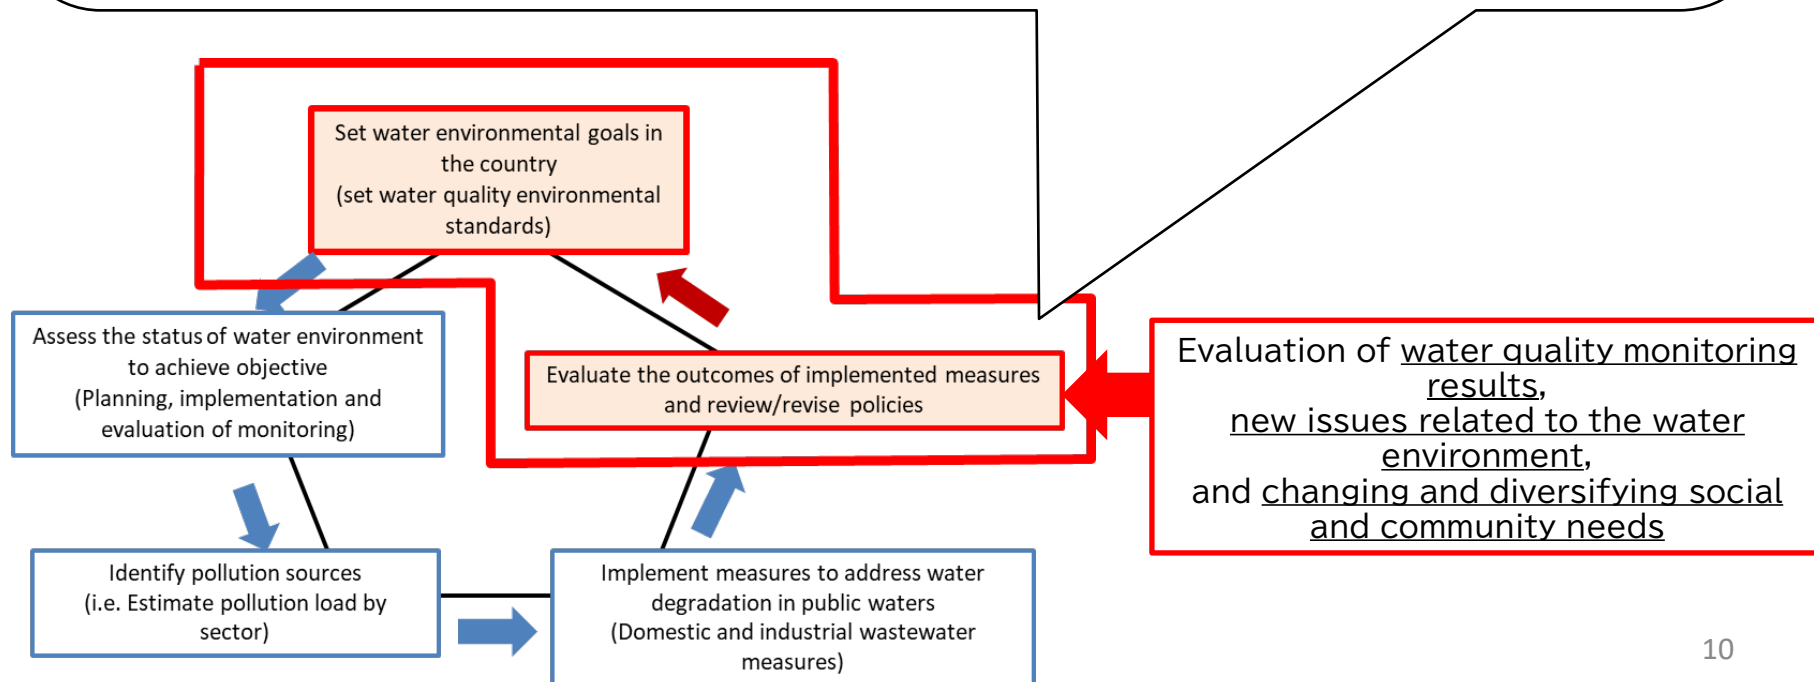 Set water environmental goals in
the country
(set water quality environmental
standards)
Assess the status of water environment
to achieve objective
(Planning, implementation and
evaluation of monitoring)
Evaluate the outcomes of implemented measures
and review/revise policies
Evaluation of water quality monitoring
results,
new issues related to the water
environment,
and changing and diversifying social
and community needs
Identify pollution sources
(i.e. Estimate pollution load by
sector)
Implement measures to address water
degradation in public waters
(Domestic and industrial wastewater
measures)
10